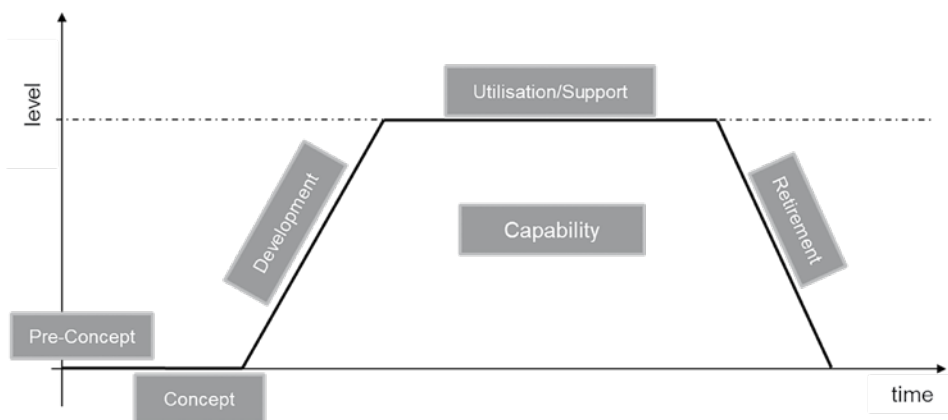 level
Utilisation/Support
Development
Capability
Retirement
Pre-Concept
Concept
time